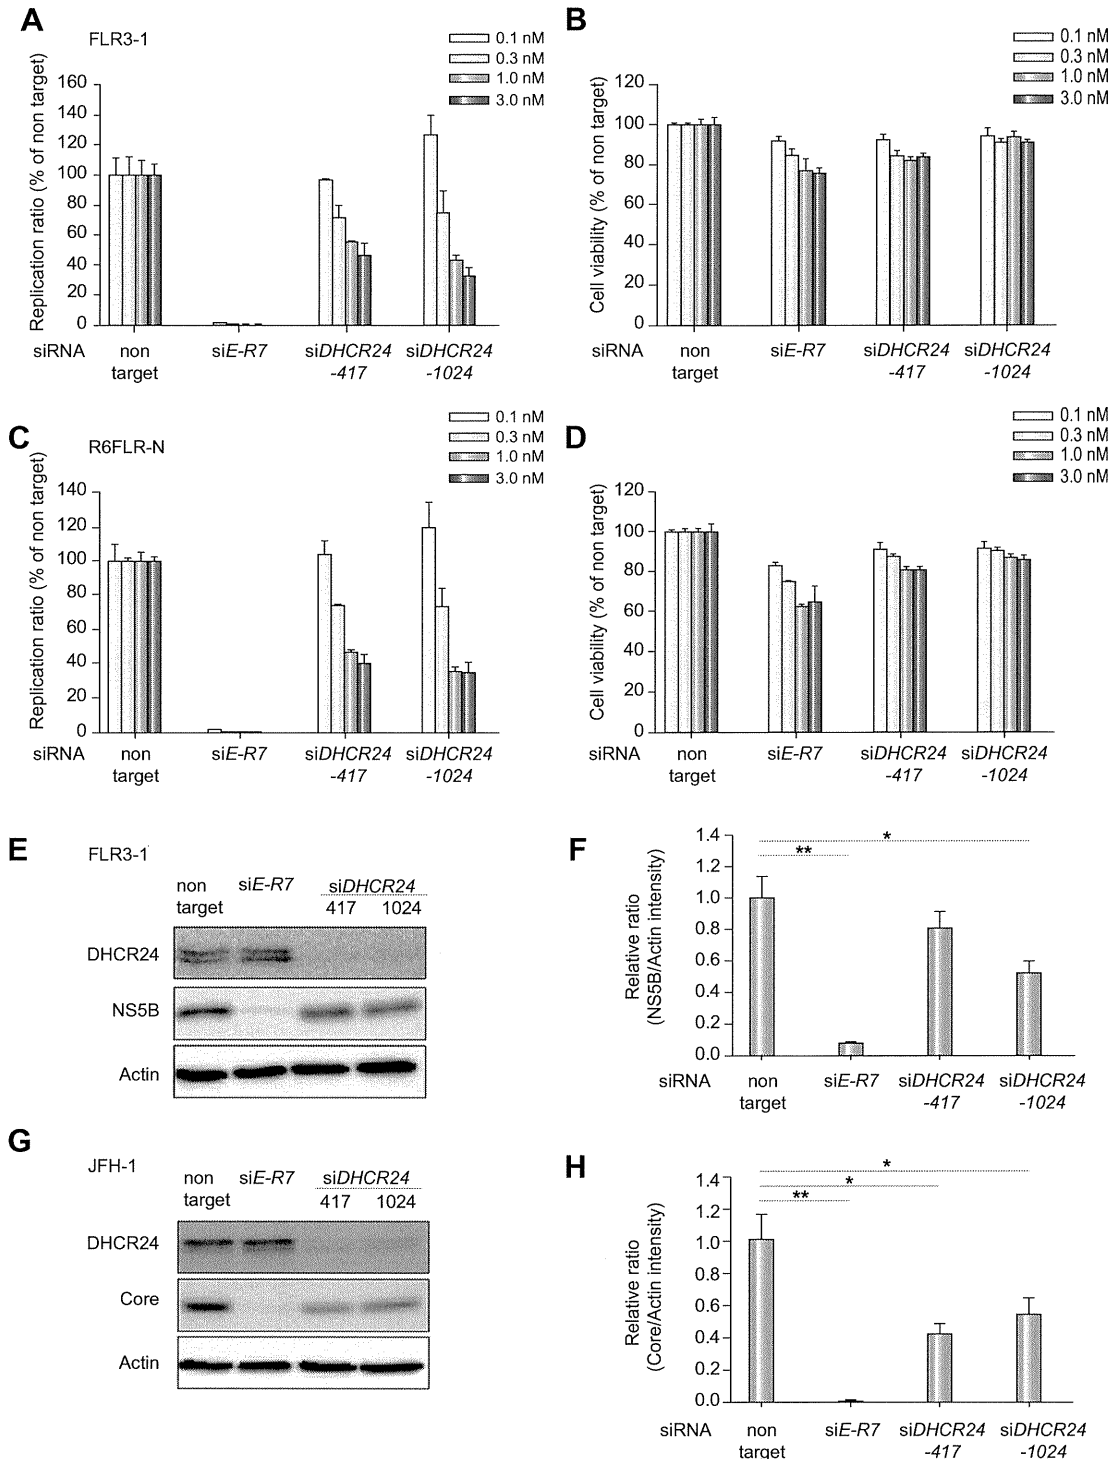 A
FLR3-1
0.1 nM
0.3 nM
1.0 nM
3.0 nM
Replication ratio (% of non target)
160
140
120
100
80
60
40
20
0
siRNA
non target
siE-R7
siDHCR24 -417
siDHCR24 -1024
B
0.1 nM
0.3 nM
1.0 nM
3.0 nM
Cell viability (% of non target)
120
100
80
60
40
20
0
siRNA
non target
siE-R7
siDHCR24 -417
siDHCR24 -1024
C
R6FLR-N
0.1 nM
0.3 nM
1.0 nM
3.0 nM
Replication ratio (% of non target)
140
120
100
80
60
40
20
0
siRNA
non target
siE-R7
siDHCR24 -417
siDHCR24 -1024
D
0.1 nM
0.3 nM
1.0 nM
3.0 nM
Cell viability (% of non target)
120
100
80
60
40
20
0
siRNA
non target
siE-R7
siDHCR24 -417
siDHCR24 -1024
E
FLR3-1
non target
siE-R7
siDHCR24
417 1024
DHCR24
NS5B
Actin
F
Relative ratio
(NS5B/Actin intensity)
1.4
1.2
1.0
0.8
0.6
0.4
0.2
0.0
*
**
siRNA
non target
siE-R7
siDHCR24 -417
siDHCR24 -1024
G
JFH-1
non target
siE-R7
siDHCR24
417 1024
DHCR24
Core
Actin
H
Relative ratio
(Core/Actin intensity)
1.4
1.2
1.0
0.8
0.6
0.4
0.2
0.0
*
*
**
siRNA
non target
siE-R7
siDHCR24 -417
siDHCR24 -1024